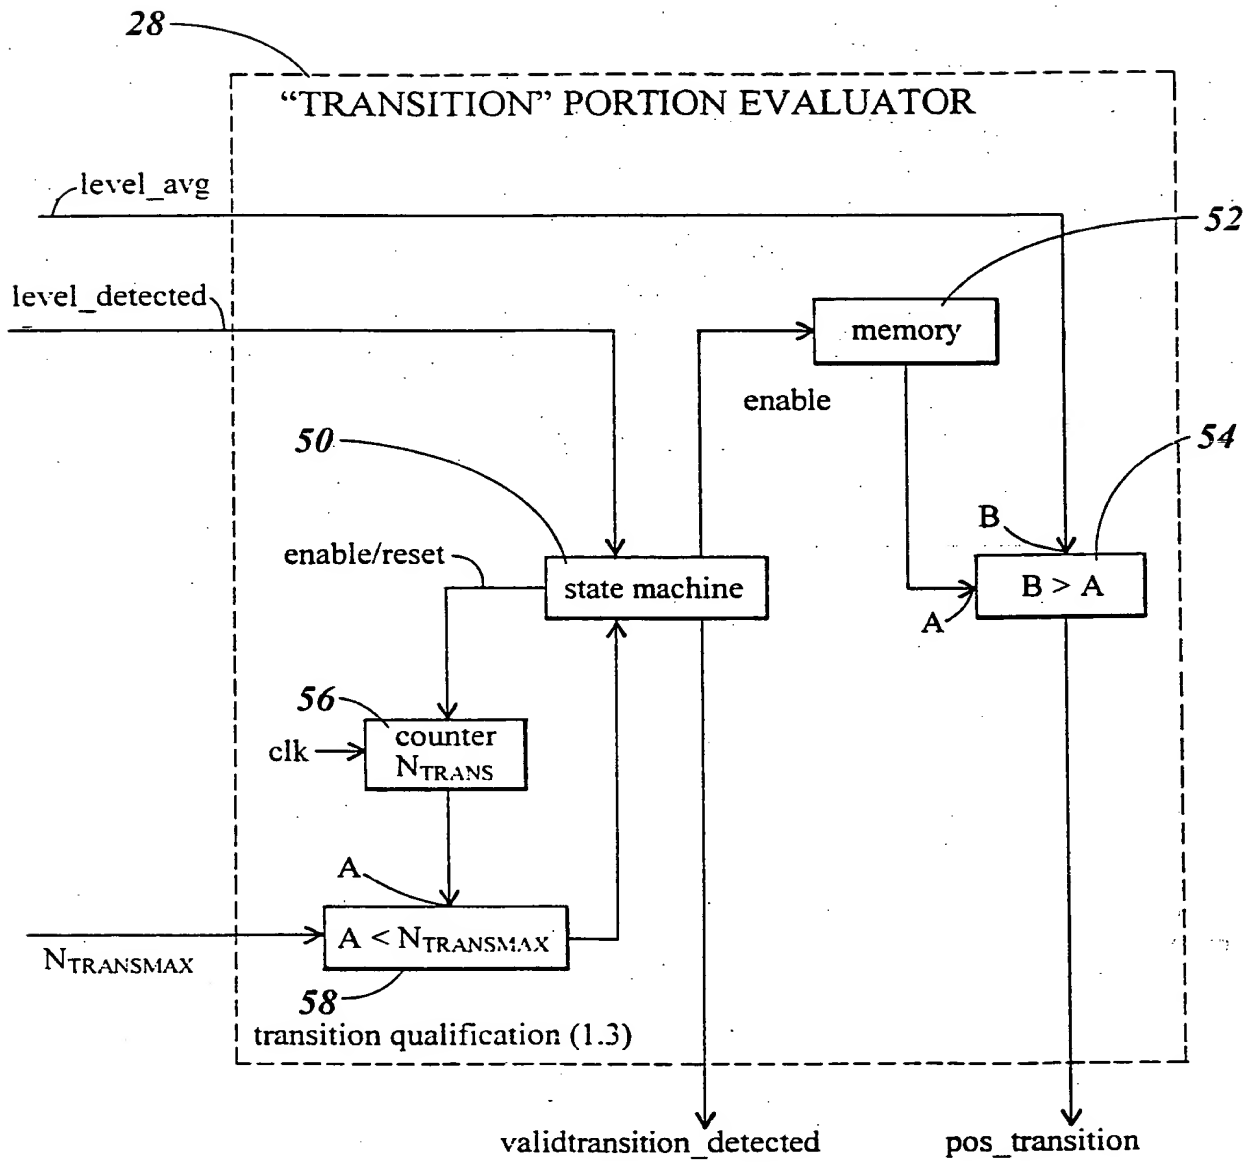 28
“TRANSITION” PORTION EVALUATOR
level_avg
52
level_detected
memory
enable
50
54
B
enable/reset
state machine
B > A
A
56
counter
NTRANS
clk
A
A < NTRANSMAX
NTRANSMAX
58
transition qualification (1.3)
validtransition_detected
pos_transition